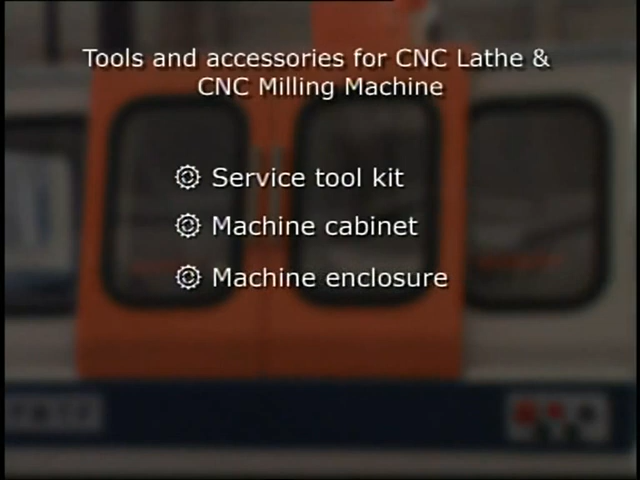 Tools and accessories for CNC Lathe &
CNC Milling Machine
Service tool kit
Machine cabinet
Machine enclosure